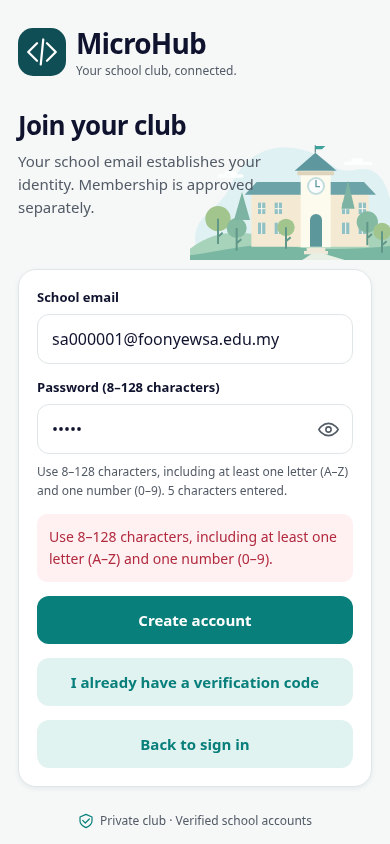 MicroHub
Your school club, connected.
Join your club
Your school email establishes your
identity. Membership is approved
separately.
School email
sa000001@foonyewsa.edu.my
Password (8–128 characters)
•••••
Use 8–128 characters, including at least one letter (A–Z)
and one number (0–9). 5 characters entered.
Use 8–128 characters, including at least one
letter (A–Z) and one number (0–9).
Create account
I already have a verification code
Back to sign in
Private club · Verified school accounts